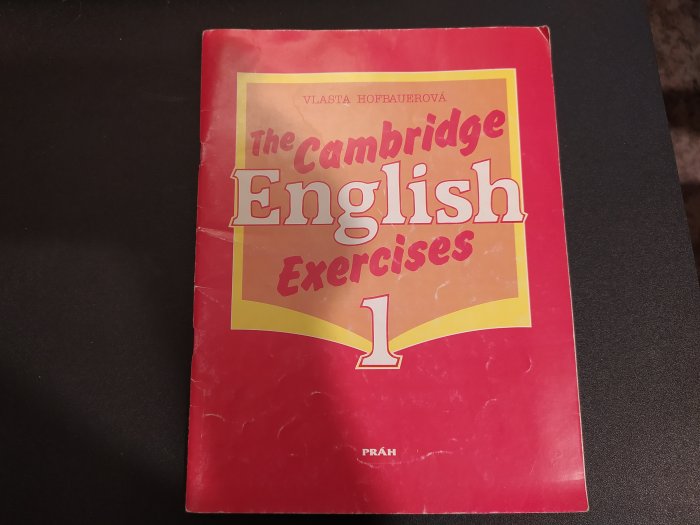 VLASTA HOFBAUEROVÁ
The Cambridge
English
Exercises
1
PRÁH